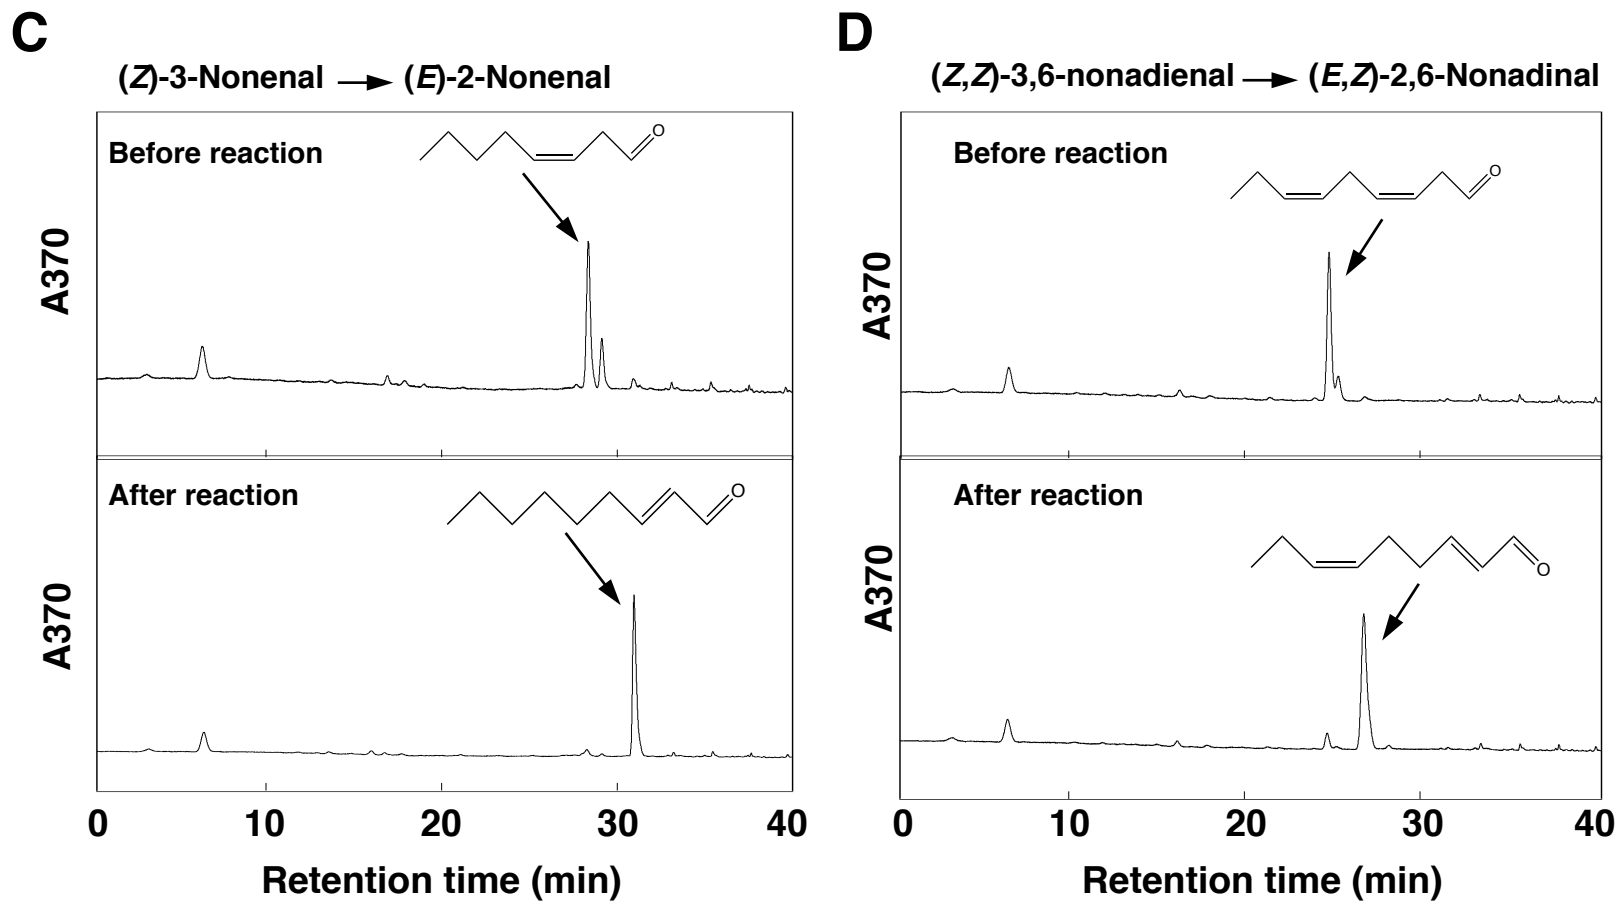 C
(Z)-3-Nonenal → (E)-2-Nonenal
Before reaction
O
A370
After reaction
O
A370
0 10 20 30 40
Retention time (min)
D
(Z,Z)-3,6-nonadienal → (E,Z)-2,6-Nonadinal
Before reaction
O
A370
After reaction
O
A370
0 10 20 30 40
Retention time (min)